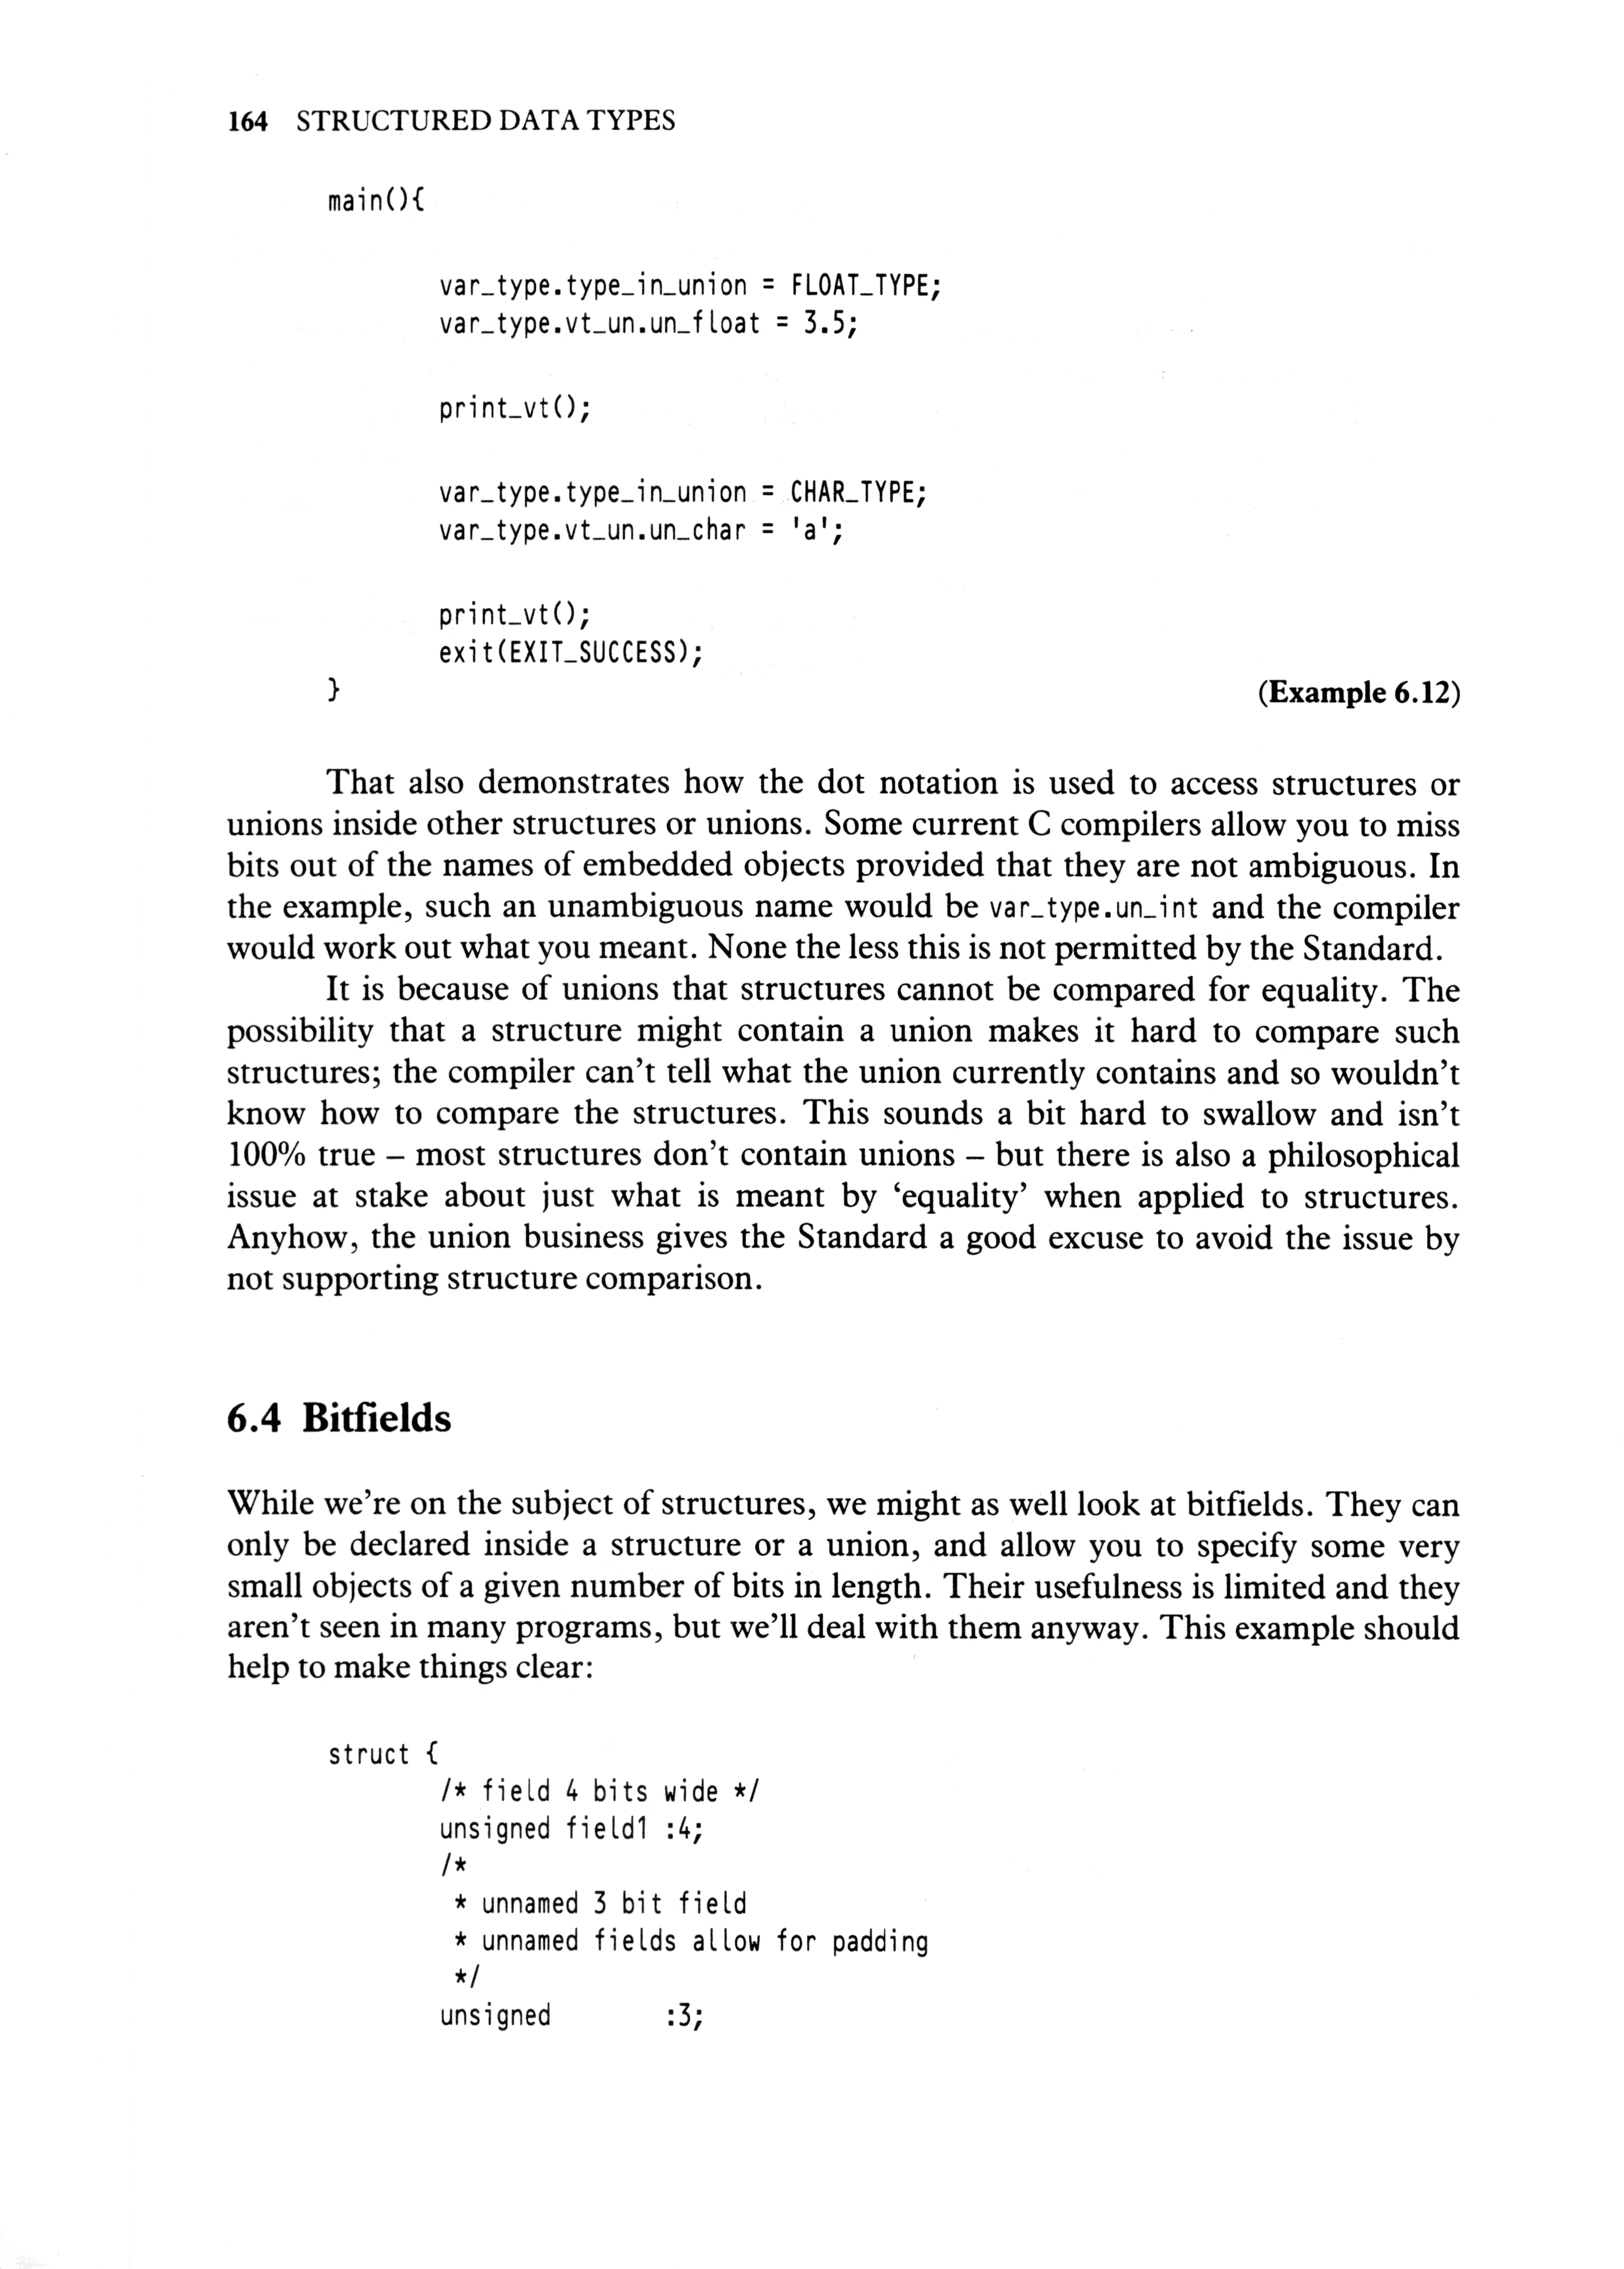 164 STRUCTURED DATA TYPES
main(){
var_type.type_in_union = FLOAT_TYPE;
var_type.vt_un.un_float = 3.5;
print_vt();
var_type.type_in_union = CHAR_TYPE;
var_type.vt_un.un_char = 'a';
print_vt();
exit(EXIT_SUCCESS);
} (Example 6.12)
That also demonstrates how the dot notation is used to access structures or
unions inside other structures or unions. Some current C compilers allow you to miss
bits out of the names of embedded objects provided that they are not ambiguous. In
the example, such an unambiguous name would be var_type.un_int and the compiler
would work out what you meant. None the less this is not permitted by the Standard.
It is because of unions that structures cannot be compared for equality. The
possibility that a structure might contain a union makes it hard to compare such
structures; the compiler can't tell what the union currently contains and so wouldn't
know how to compare the structures. This sounds a bit hard to swallow and isn't
100% true – most structures don't contain unions – but there is also a philosophical
issue at stake about just what is meant by ‘equality’ when applied to structures.
Anyhow, the union business gives the Standard a good excuse to avoid the issue by
not supporting structure comparison.
6.4 Bitfields
While we're on the subject of structures, we might as well look at bitfields. They can
only be declared inside a structure or a union, and allow you to specify some very
small objects of a given number of bits in length. Their usefulness is limited and they
aren't seen in many programs, but we'll deal with them anyway. This example should
help to make things clear:
struct {
/* field 4 bits wide */
unsigned field1 :4;
/*
* unnamed 3 bit field
* unnamed fields allow for padding
*/
unsigned :3;